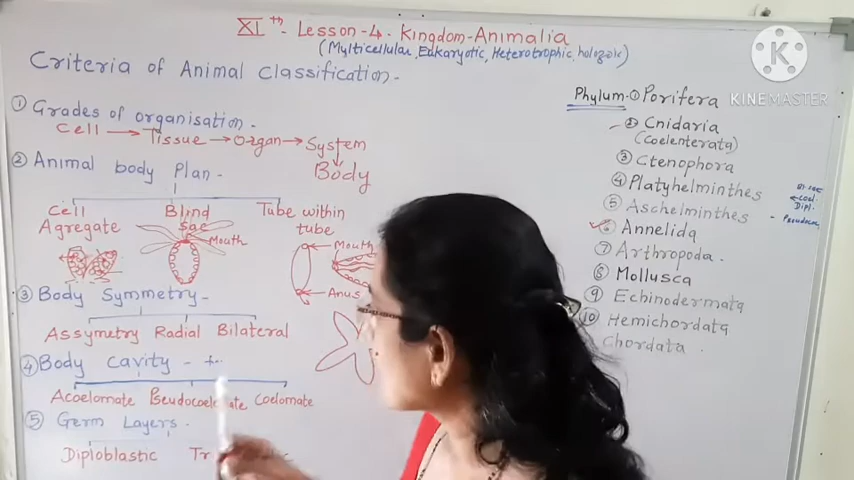 XIth - Lesson-4. Kingdom-Animalia
(Mylticellular, Eukaryotic, Heterotrophic, holozoic)
Criteria of Animal Classification -
① Grades of organisation -
Cell → Tissue → Organ → System
Body
② Animal body Plan -
Cell Agregate
Blind Sac
Mouth
Tube within tube
Mouth
Anus
③ Body Symmetry -
Assymetry Radial Bilateral
④ Body Cavity -
Acoelomate Pseudocoelomate Coelomate
⑤ Germ Layers -
Diploblastic
Phylum - ① Porifera
② Cnidaria
(Coelenterata)
③ Ctenophora
④ Platyhelminthes
⑤ Aschelminthes
⑥ Annelida
⑦ Arthropoda.
⑧ Mollusca
⑨ Echinodermata
⑩ Hemichordata
Chordata.
KINEMASTER